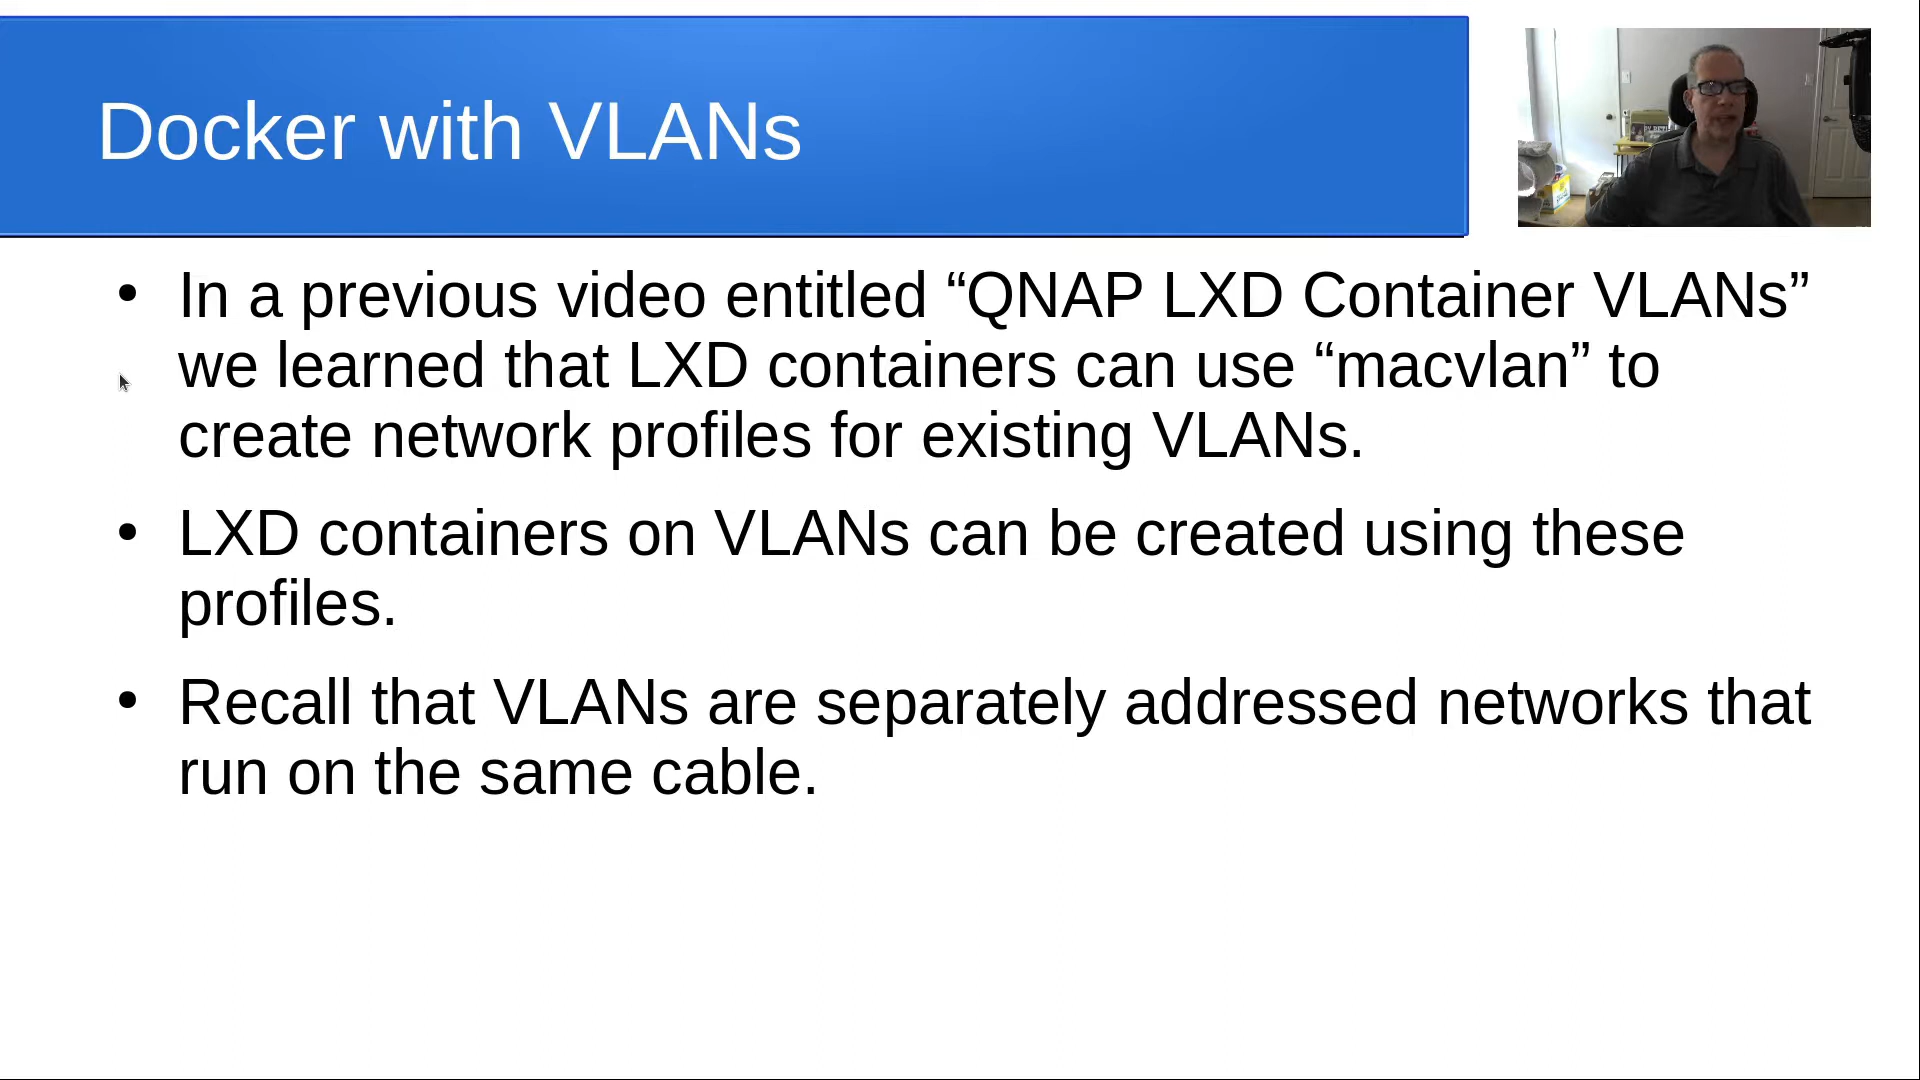 Docker with VLANs
• In a previous video entitled “QNAP LXD Container VLANs”
we learned that LXD containers can use “macvlan” to
create network profiles for existing VLANs.
• LXD containers on VLANs can be created using these
profiles.
• Recall that VLANs are separately addressed networks that
run on the same cable.